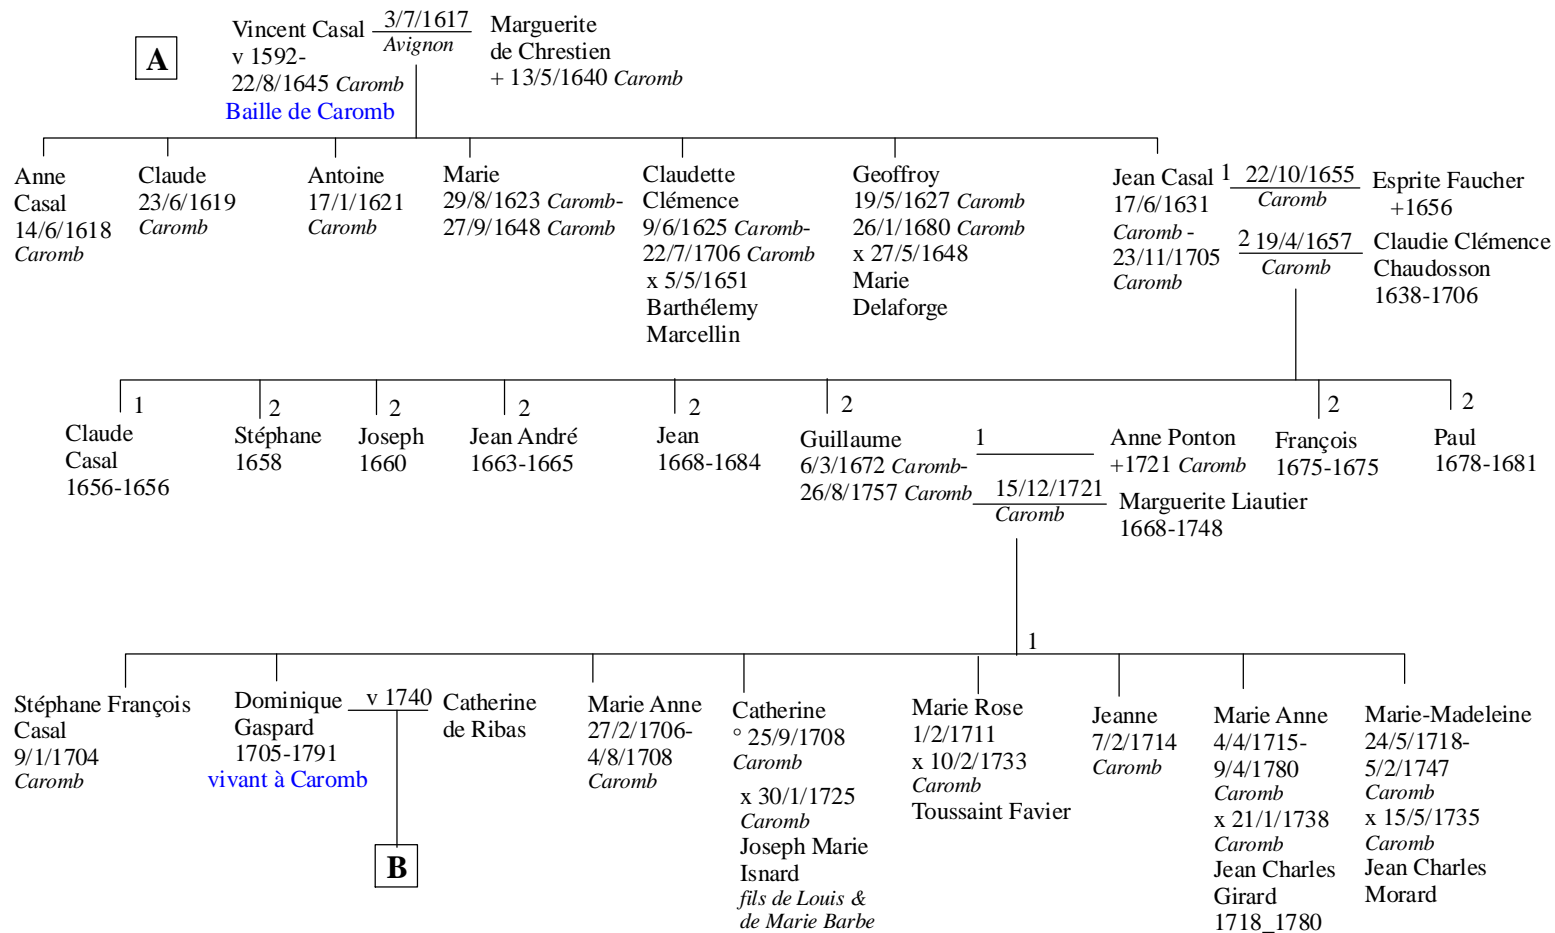 A
Vincent Casal
v 1592-
22/8/1645 Caromb
Baille de Caromb
3/7/1617
Avignon
Marguerite
de Chrestien
+ 13/5/1640 Caromb
Anne
Casal
14/6/1618
Caromb
Claude
23/6/1619
Caromb
Antoine
17/1/1621
Caromb
Marie
29/8/1623 Caromb-
27/9/1648 Caromb
Claudette
Clémence
9/6/1625 Caromb-
22/7/1706 Caromb
x 5/5/1651
Barthélemy
Marcellin
Geoffroy
19/5/1627 Caromb
26/1/1680 Caromb
x 27/5/1648
Marie
Delaforge
Jean Casal
17/6/1631
Caromb -
23/11/1705
Caromb
1
22/10/1655
Caromb
Esprite Faucher
+1656
2
19/4/1657
Caromb
Claudie Clémence
Chaudosson
1638-1706
1
Claude
Casal
1656-1656
2
Stéphane
1658
2
Joseph
1660
2
Jean André
1663-1665
2
Jean
1668-1684
2
Guillaume
6/3/1672 Caromb-
26/8/1757 Caromb
1
Anne Ponton
+1721 Caromb
15/12/1721
Caromb
Marguerite Liautier
1668-1748
2
François
1675-1675
2
Paul
1678-1681
1
Stéphane François
Casal
9/1/1704
Caromb
Dominique
Gaspard
1705-1791
vivant à Caromb
v 1740
Catherine
de Ribas
B
Marie Anne
27/2/1706-
4/8/1708
Caromb
Catherine
° 25/9/1708
Caromb
x 30/1/1725
Caromb
Joseph Marie
Isnard
fils de Louis &
de Marie Barbe
Marie Rose
1/2/1711
x 10/2/1733
Caromb
Toussaint Favier
Jeanne
7/2/1714
Caromb
Marie Anne
4/4/1715-
9/4/1780
Caromb
x 21/1/1738
Caromb
Jean Charles
Girard
1718_1780
Marie-Madeleine
24/5/1718-
5/2/1747
Caromb
x 15/5/1735
Caromb
Jean Charles
Morard